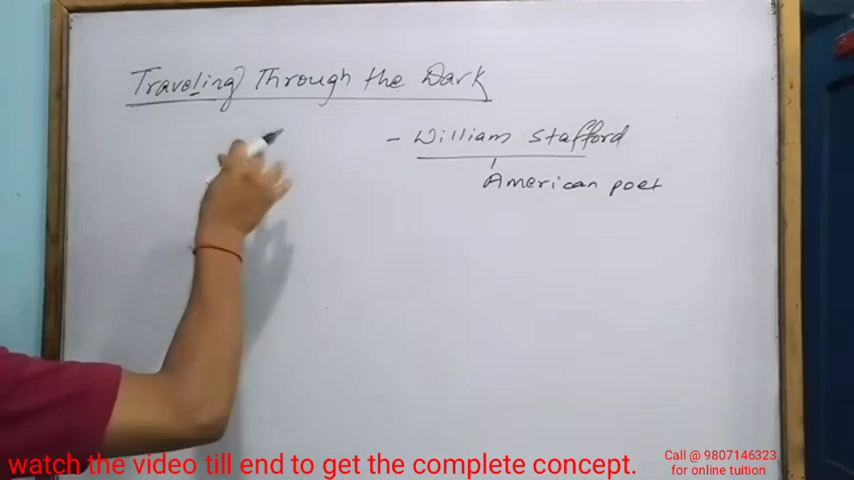 Traveling Through the Dark
- William Stafford
American poet
watch the video till end to get the complete concept.
Call @ 9807146323
for online tuition